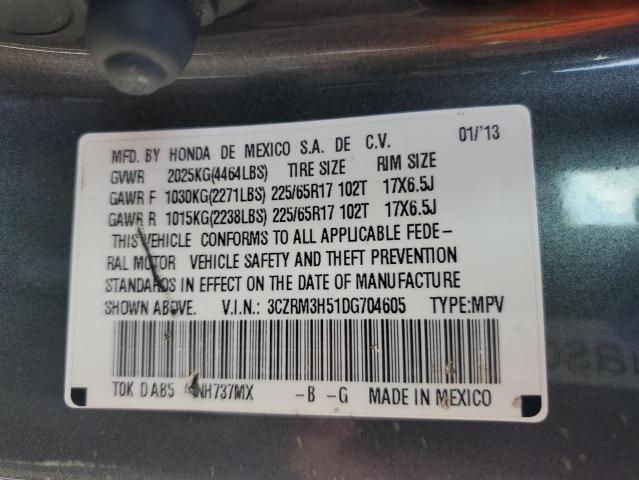 MFD. BY HONDA DE MEXICO S.A. DE C.V. 01/'13
GVWR 2025KG(4464LBS) TIRE SIZE RIM SIZE
GAWR F 1030KG(2271LBS) 225/65R17 102T 17X6.5J
GAWR R 1015KG(2238LBS) 225/65R17 102T 17X6.5J
THIS VEHICLE CONFORMS TO ALL APPLICABLE FEDE-
RAL MOTOR VEHICLE SAFETY AND THEFT PREVENTION
STANDARDS IN EFFECT ON THE DATE OF MANUFACTURE
SHOWN ABOVE. V.I.N.: 3CZRM3H51DG704605 TYPE:MPV
TOK DAB5 NH737MX -B -G MADE IN MEXICO